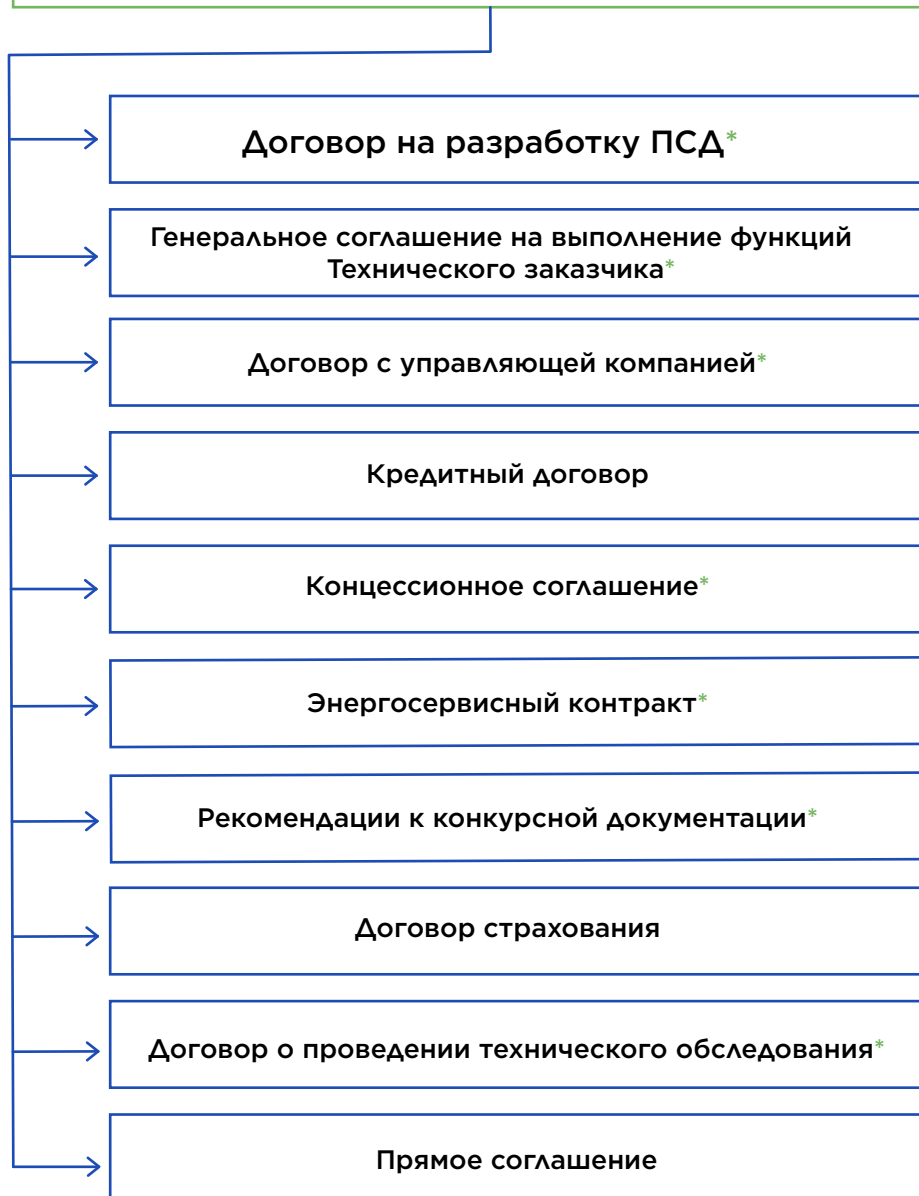 Договор на разработку ПСД*
Генеральное соглашение на выполнение функций
Технического заказчика*
Договор с управляющей компанией*
Кредитный договор
Концессионное соглашение*
Энергосервисный контракт*
Рекомендации к конкурсной документации*
Договор страхования
Договор о проведении технического обследования*
Прямое соглашение